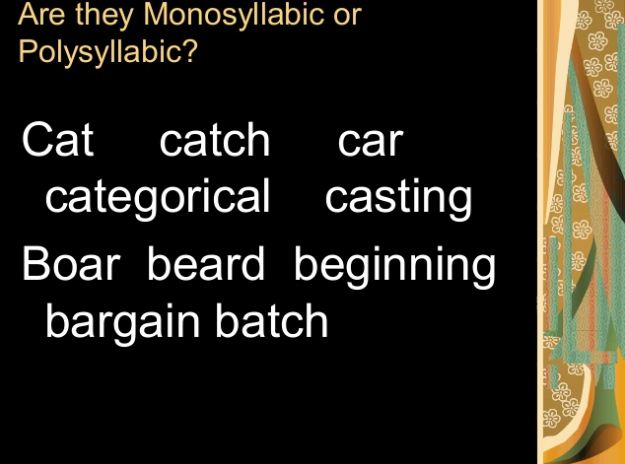 Are they Monosyllabic or
Polysyllabic?
Cat catch car
categorical casting
Boar beard beginning
bargain batch